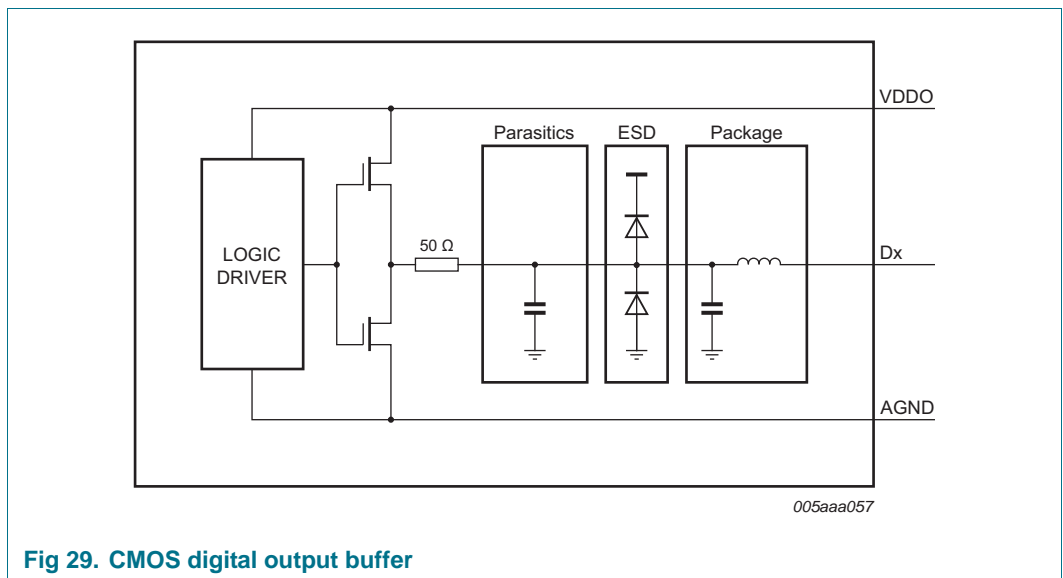 VDDO
Parasitics
ESD
Package
LOGIC
DRIVER
50 Ω
Dx
AGND
005aaa057
Fig 29. CMOS digital output buffer